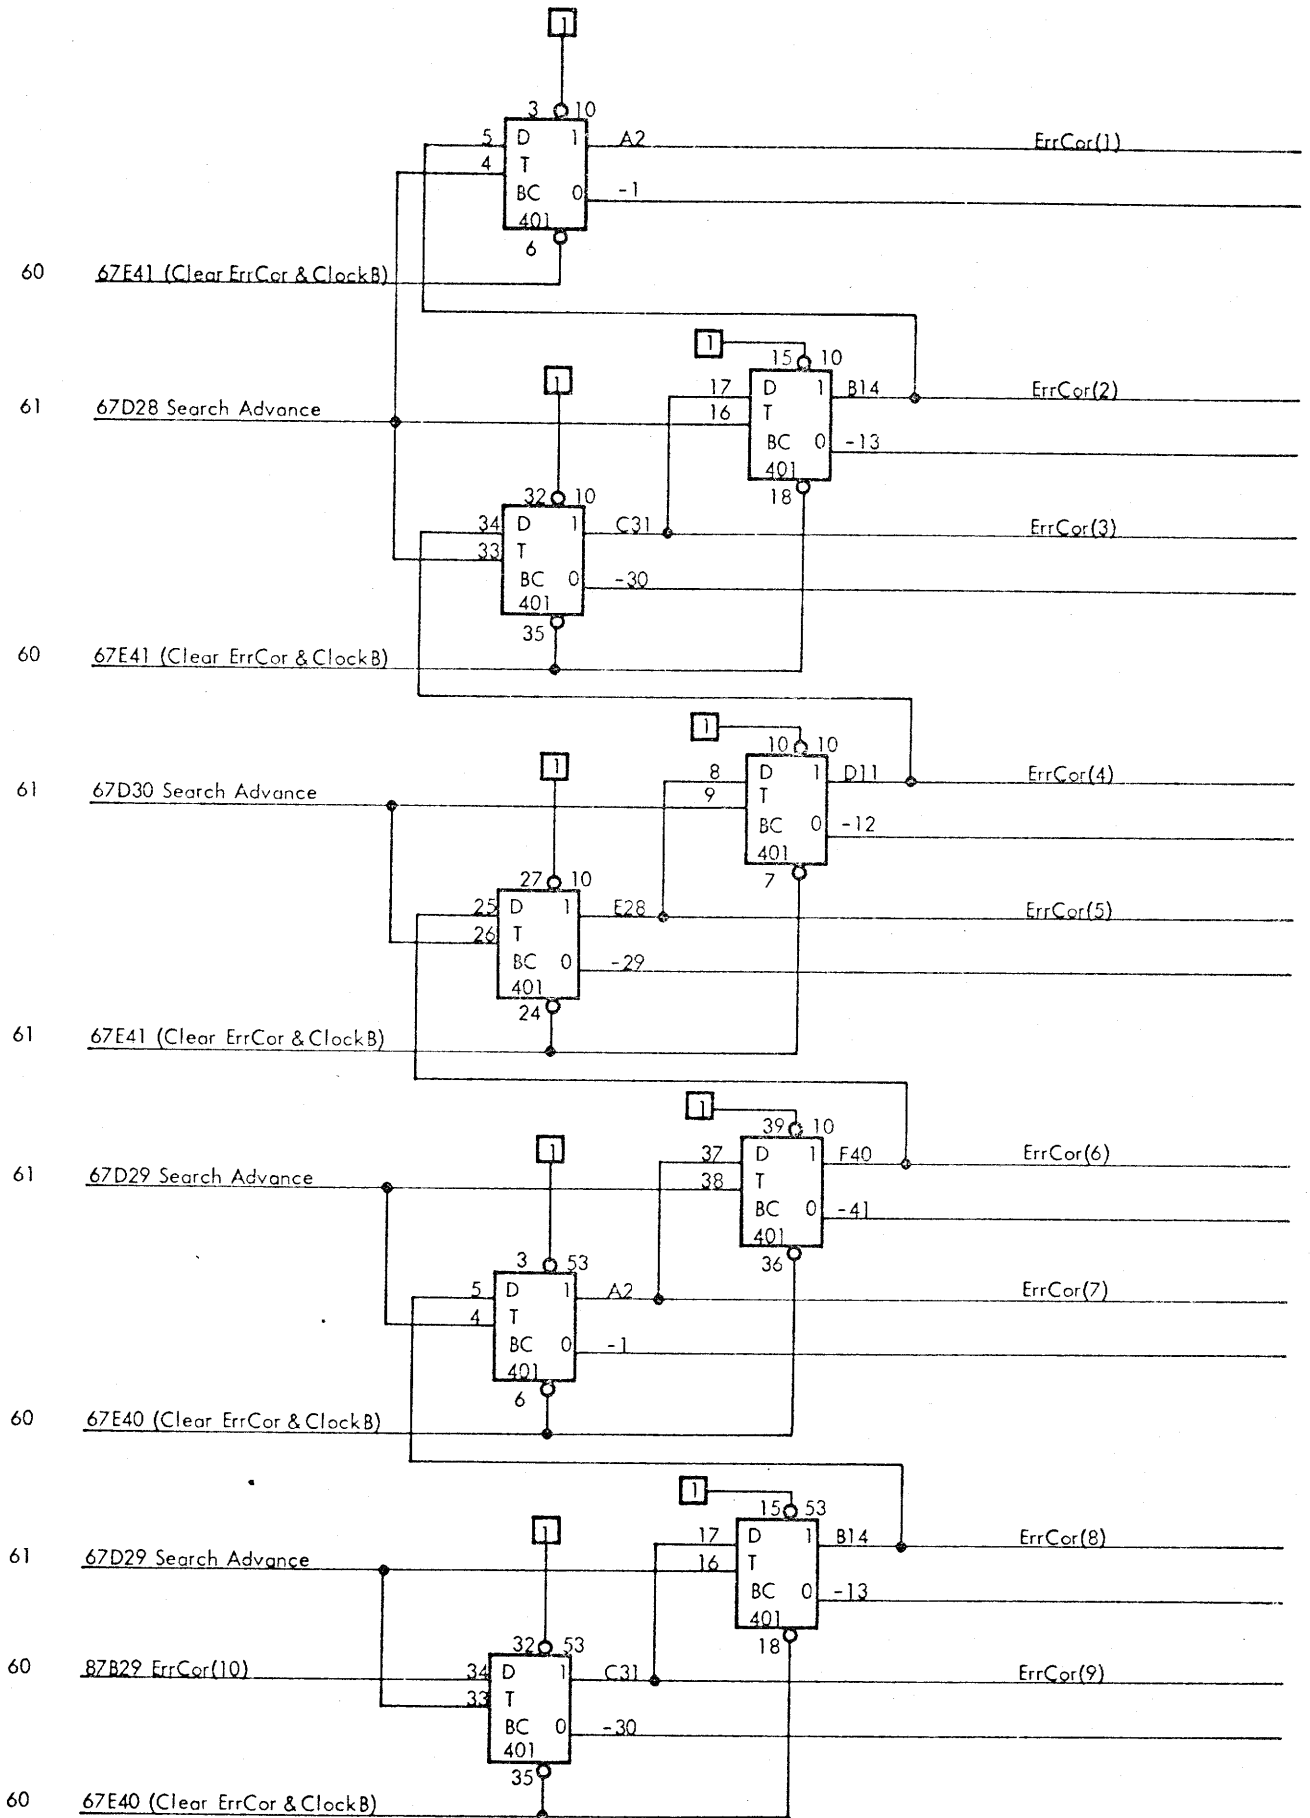 1
3 10
5 D 1 A2 ErrCor(1)
4 T
BC 0 -1
401
6
60 67E41 (Clear ErrCor & ClockB)
1
15 10
1
17 D 1 B14 ErrCor(2)
61 67D28 Search Advance 16 T
BC 0 -13
401
32 10 18
34 D 1 C31 ErrCor(3)
33 T
BC 0 -30
401
35
60 67E41 (Clear ErrCor & ClockB)
1
10 10
1
8 D 1 D11 ErrCor(4)
61 67D30 Search Advance 9 T
BC 0 -12
401
27 10 7
25 D 1 E28 ErrCor(5)
26 T
BC 0 -29
401
24
61 67E41 (Clear ErrCor & ClockB)
1
39 10
1
37 D 1 F40 ErrCor(6)
61 67D29 Search Advance 38 T
BC 0 -41
401
3 53 36
5 D 1 A2 ErrCor(7)
4 T
BC 0 -1
401
6
60 67E40 (Clear ErrCor & ClockB)
1
15 53
1
17 D 1 B14 ErrCor(8)
61 67D29 Search Advance 16 T
BC 0 -13
401
32 53 18
60 87B29 ErrCor(10) 34 D 1 C31 ErrCor(9)
33 T
BC 0 -30
401
35
60 67E40 (Clear ErrCor & ClockB)